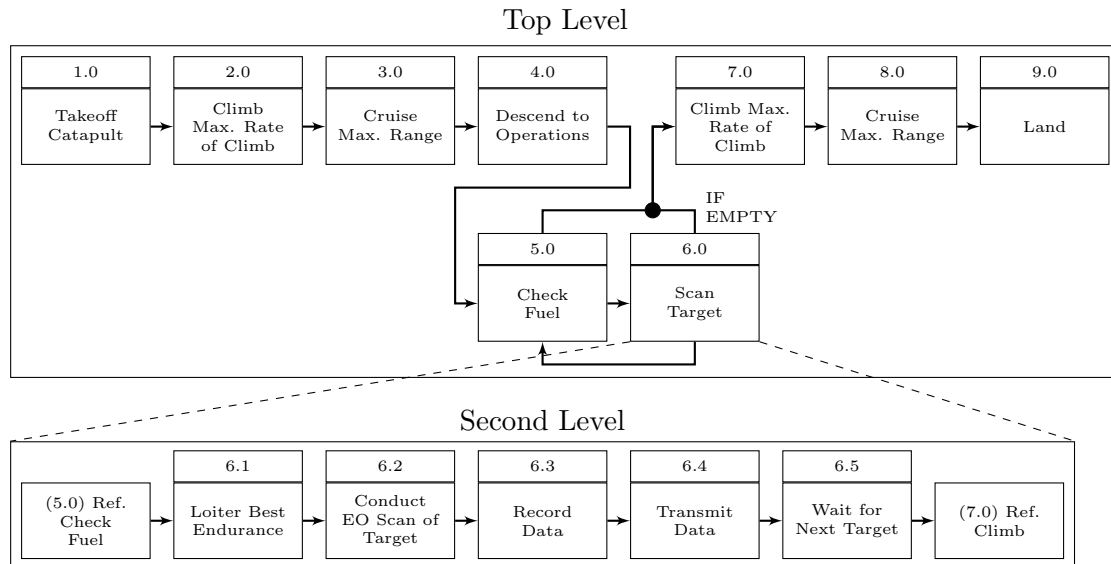 Top Level
1.0
Takeoff
Catapult
2.0
Climb
Max. Rate
of Climb
3.0
Cruise
Max. Range
4.0
Descend to
Operations
7.0
Climb Max.
Rate of
Climb
8.0
Cruise
Max. Range
9.0
Land
IF
EMPTY
5.0
Check
Fuel
6.0
Scan
Target
Second Level
(5.0) Ref.
Check
Fuel
6.1
Loiter Best
Endurance
6.2
Conduct
EO Scan of
Target
6.3
Record
Data
6.4
Transmit
Data
6.5
Wait for
Next Target
(7.0) Ref.
Climb